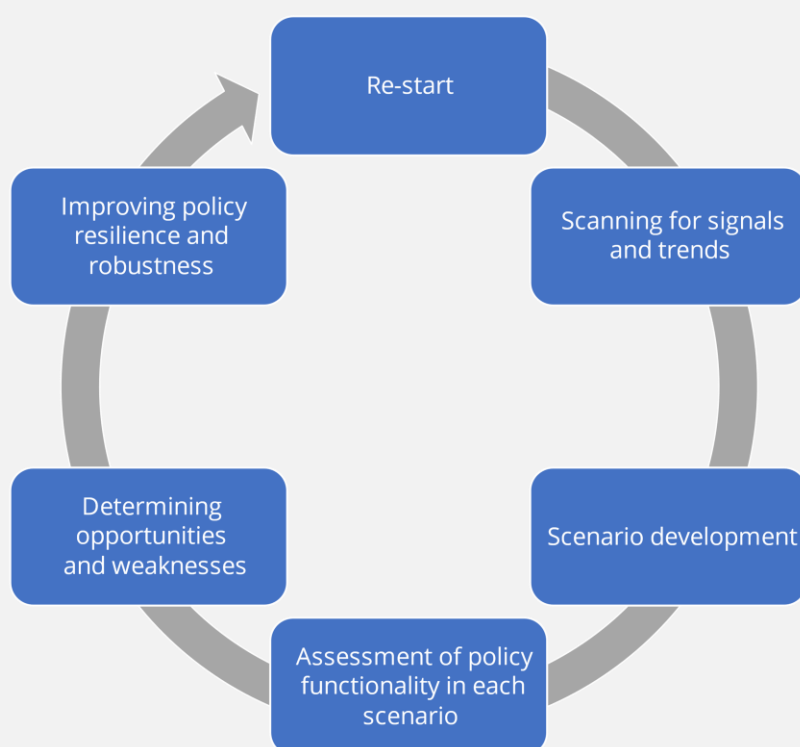 Re-start
Scanning for signals
and trends
Scenario development
Assessment of policy
functionality in each
scenario
Determining
opportunities
and weaknesses
Improving policy
resilience and
robustness